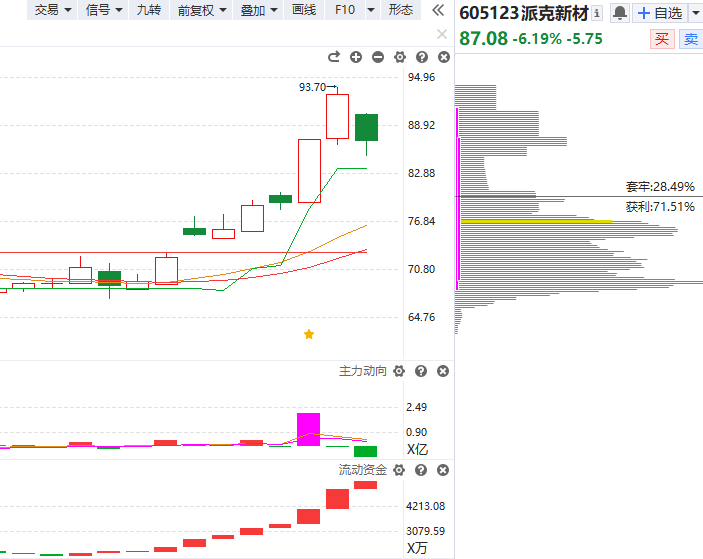 交易 信号 九转 前复权 叠加 画线 F10 形态
605123派克新材 自选
87.08 -6.19% -5.75 买 卖
94.96
93.70
88.92
82.88
套牢:28.49%
获利:71.51%
76.84
70.80
64.76
主力动向
2.49
0.90
X亿
流动资金
4213.08
3079.59
X万